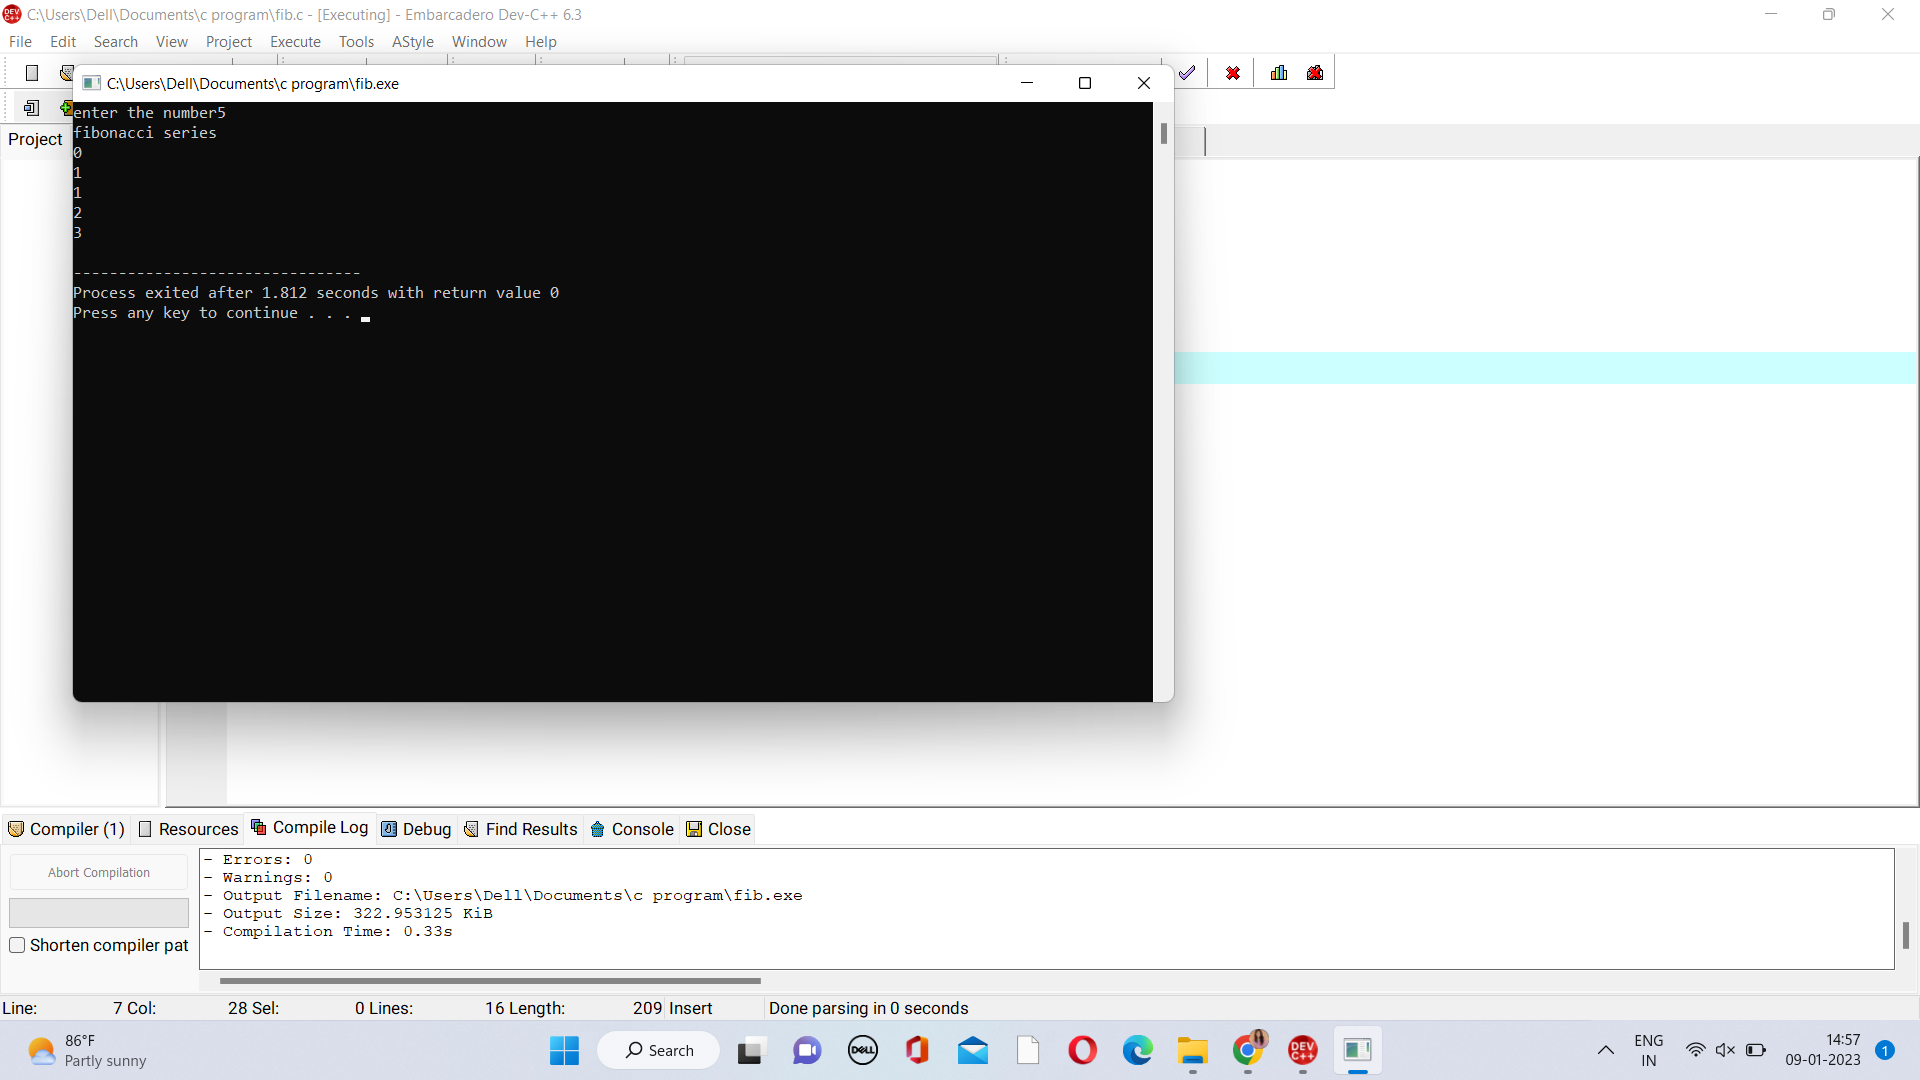 C:\Users\Dell\Documents\c program\fib.c - [Executing] - Embarcadero Dev-C++ 6.3
File Edit Search View Project Execute Tools AStyle Window Help
C:\Users\Dell\Documents\c program\fib.exe
Project
enter the number5
fibonacci series
0
1
1
2
3
--------------------------------
Process exited after 1.812 seconds with return value 0
Press any key to continue . . .
Compiler (1) Resources Compile Log Debug Find Results Console Close
Abort Compilation
Shorten compiler pat
- Errors: 0
- Warnings: 0
- Output Filename: C:\Users\Dell\Documents\c program\fib.exe
- Output Size: 322.953125 KiB
- Compilation Time: 0.33s
Line: 7 Col: 28 Sel: 0 Lines: 16 Length: 209 Insert Done parsing in 0 seconds
86°F
Partly sunny
Search
DELL
DEV C++
ENG
IN
14:57
09-01-2023
1